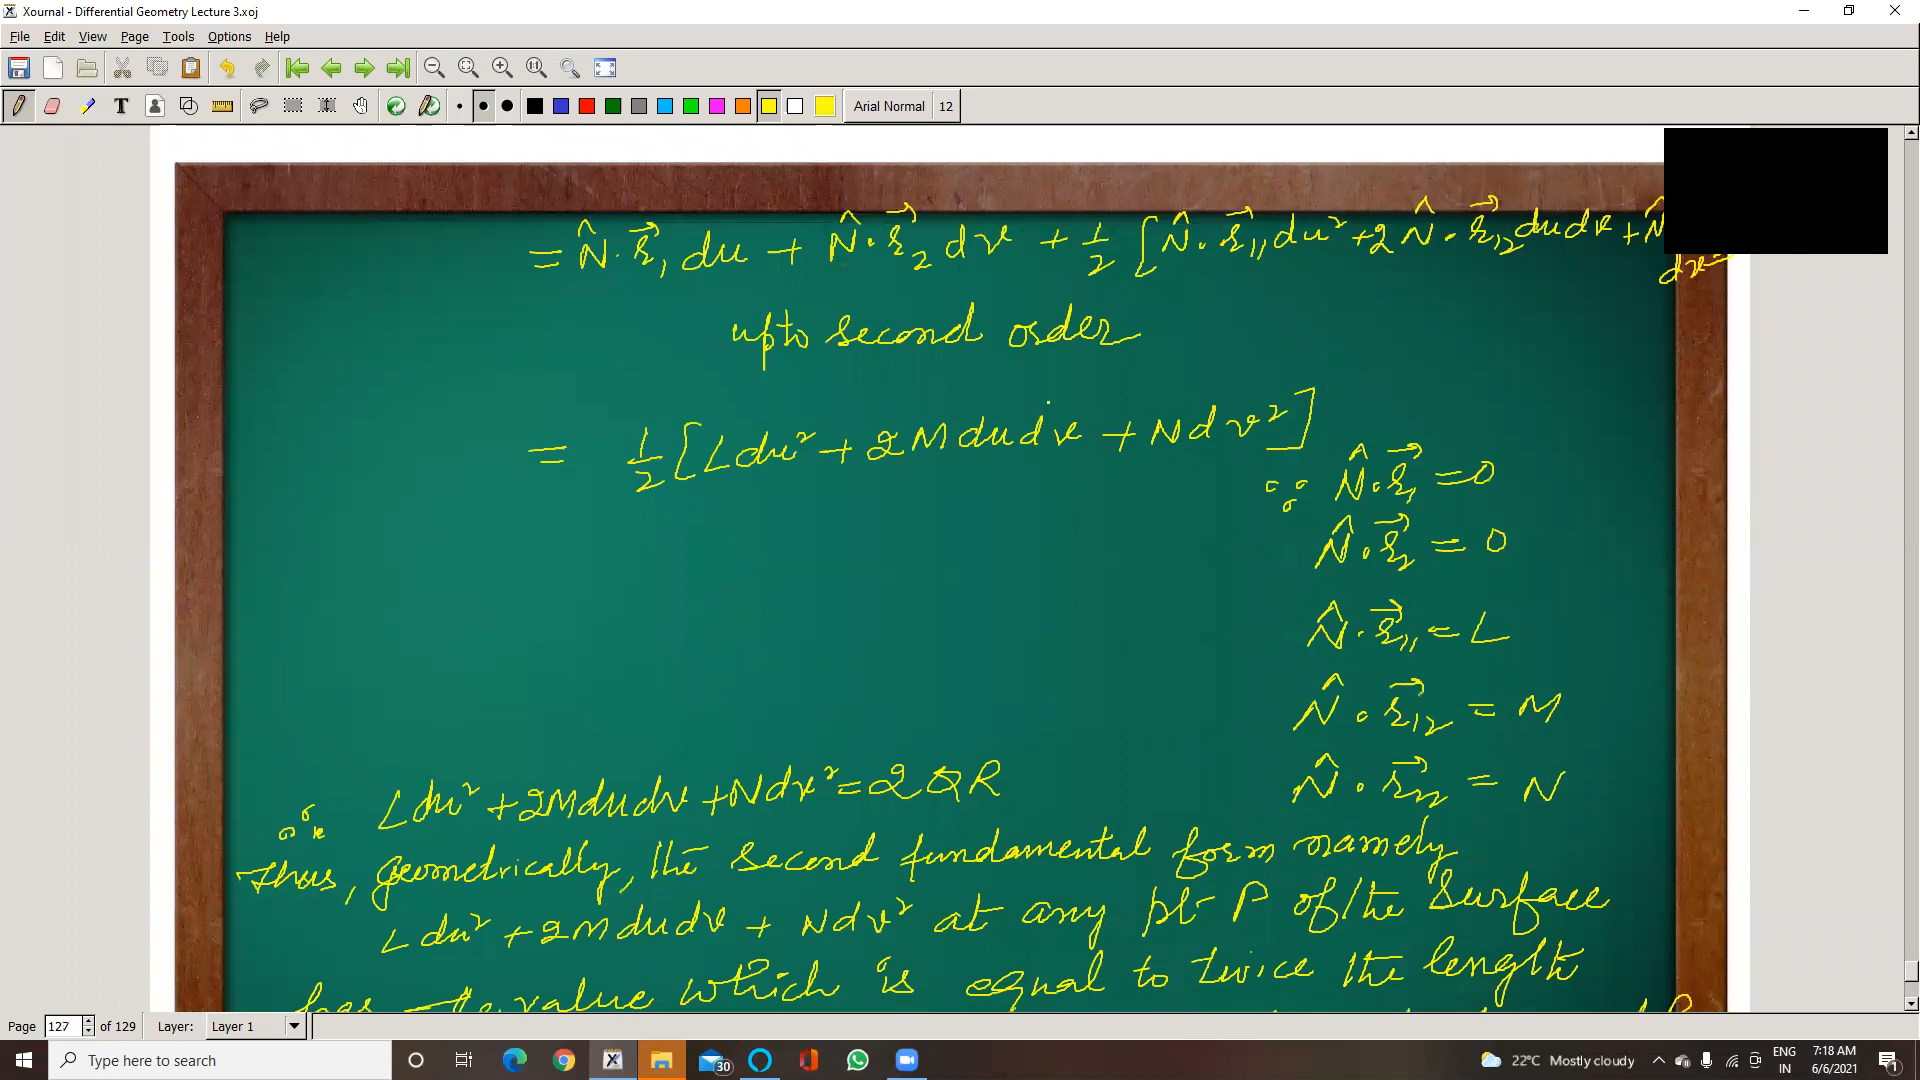 Xournal - Differential Geometry Lecture 3.xoj
File Edit View Page Tools Options Help
Arial Normal 12
= N̂·r⃗₁ du + N̂·r⃗₂ dv + 1/2 [N̂·r⃗₁₁ du² + 2 N̂·r⃗₁₂ du dv + N̂
dv²
upto second order
= 1/2 [L du² + 2M du dv + N dv²]
∵ N̂·r⃗₁ = 0
N̂·r⃗₂ = 0
N̂·r⃗₁₁ = L
N̂·r⃗₁₂ = M
N̂·r⃗₂₂ = N
∴ L du² + 2M du dv + N dv² = 2 QR
Thus, geometrically, the second fundamental form namely
L du² + 2M du dv + N dv² at any pt- P of the surface
has the value which is equal to twice the length
Page 127 of 129 Layer: Layer 1
Type here to search
30
22°C Mostly cloudy
ENG
IN
7:18 AM
6/6/2021
1